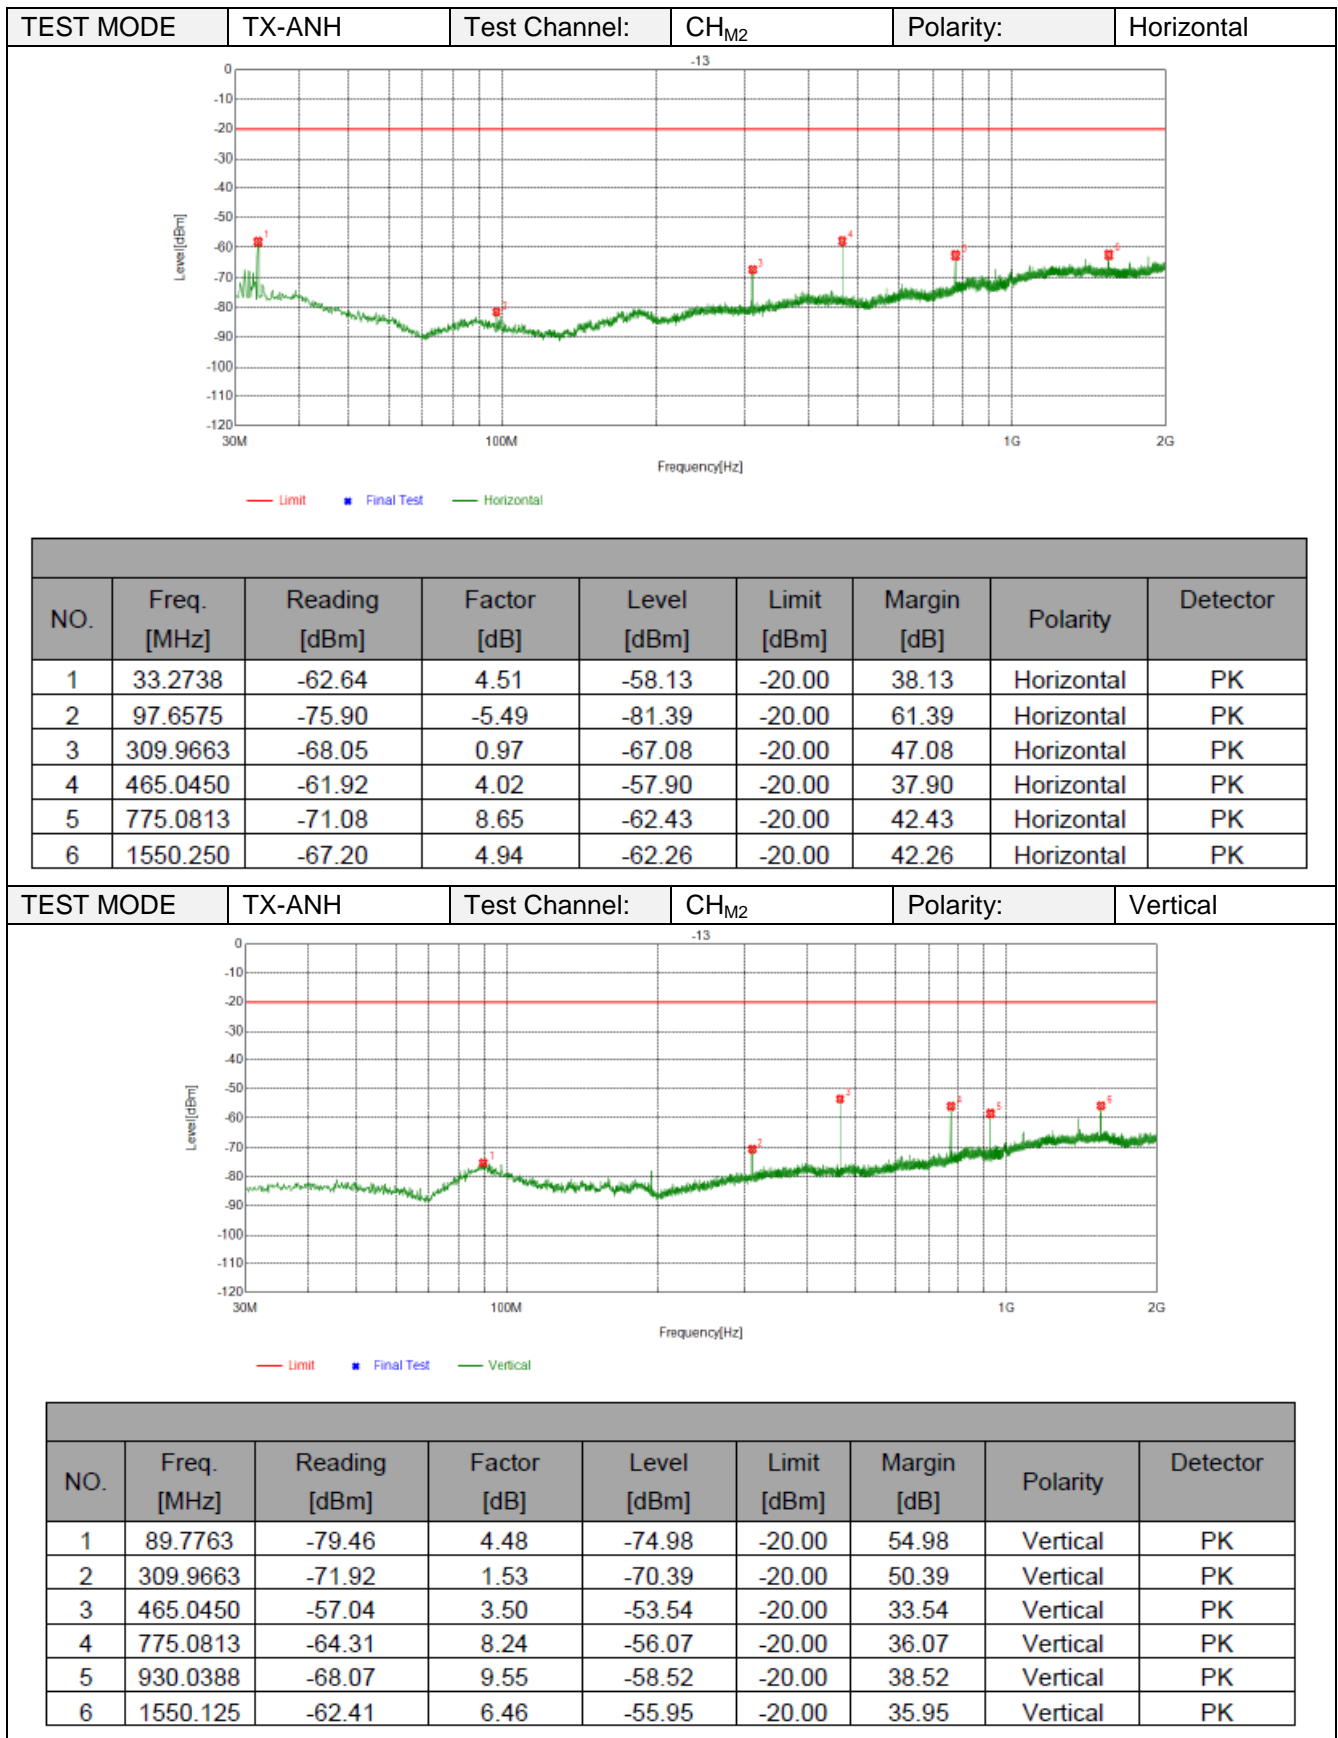 TEST MODE TX-ANH Test Channel: CHM2 Polarity: Horizontal
-13
0
-10
-20
-30
-40
-50
-60
-70
-80
-90
-100
-110
-120
Level[dBm]
1
2
3
4
5
6
30M 100M 1G 2G
Frequency[Hz]
Limit Final Test Horizontal
NO. Freq. [MHz] Reading [dBm] Factor [dB] Level [dBm] Limit [dBm] Margin [dB] Polarity Detector
1 33.2738 -62.64 4.51 -58.13 -20.00 38.13 Horizontal PK
2 97.6575 -75.90 -5.49 -81.39 -20.00 61.39 Horizontal PK
3 309.9663 -68.05 0.97 -67.08 -20.00 47.08 Horizontal PK
4 465.0450 -61.92 4.02 -57.90 -20.00 37.90 Horizontal PK
5 775.0813 -71.08 8.65 -62.43 -20.00 42.43 Horizontal PK
6 1550.250 -67.20 4.94 -62.26 -20.00 42.26 Horizontal PK
TEST MODE TX-ANH Test Channel: CHM2 Polarity: Vertical
-13
0
-10
-20
-30
-40
-50
-60
-70
-80
-90
-100
-110
-120
Level[dBm]
1
2
3
4
5
6
30M 100M 1G 2G
Frequency[Hz]
Limit Final Test Vertical
NO. Freq. [MHz] Reading [dBm] Factor [dB] Level [dBm] Limit [dBm] Margin [dB] Polarity Detector
1 89.7763 -79.46 4.48 -74.98 -20.00 54.98 Vertical PK
2 309.9663 -71.92 1.53 -70.39 -20.00 50.39 Vertical PK
3 465.0450 -57.04 3.50 -53.54 -20.00 33.54 Vertical PK
4 775.0813 -64.31 8.24 -56.07 -20.00 36.07 Vertical PK
5 930.0388 -68.07 9.55 -58.52 -20.00 38.52 Vertical PK
6 1550.125 -62.41 6.46 -55.95 -20.00 35.95 Vertical PK